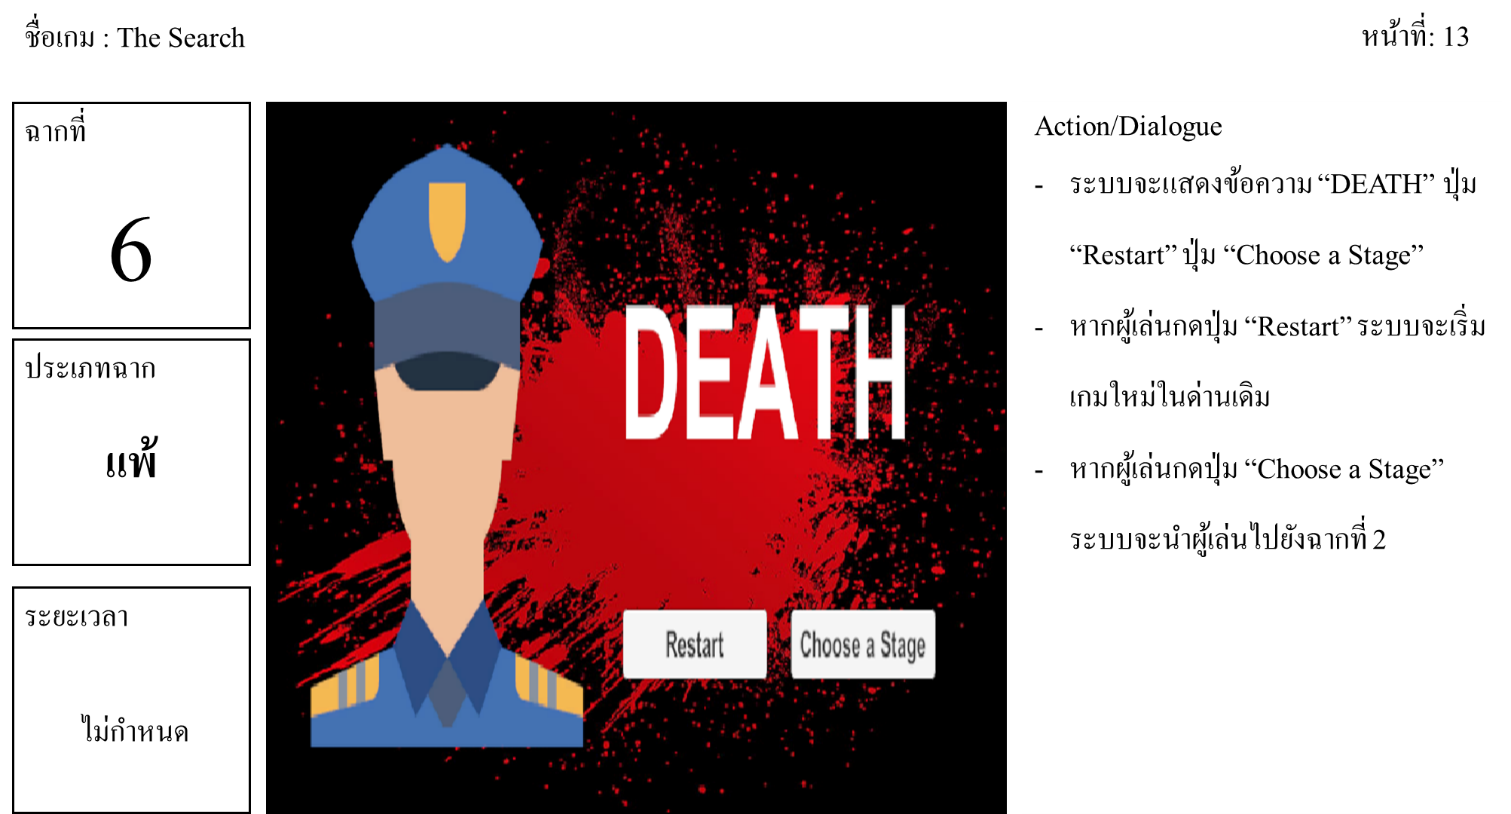 ชื่อเกม : The Search
หน้าที่: 13
ฉากที่
6
ประเภทฉาก
แพ้
ระยะเวลา
ไม่กำหนด
DEATH
Restart
Choose a Stage
Action/Dialogue
- ระบบจะแสดงข้อความ “DEATH” ปุ่ม
“Restart” ปุ่ม “Choose a Stage”
- หากผู้เล่นกดปุ่ม “Restart” ระบบจะเริ่ม
เกมใหม่ในด่านเดิม
- หากผู้เล่นกดปุ่ม “Choose a Stage”
ระบบจะนำผู้เล่นไปยังฉากที่ 2